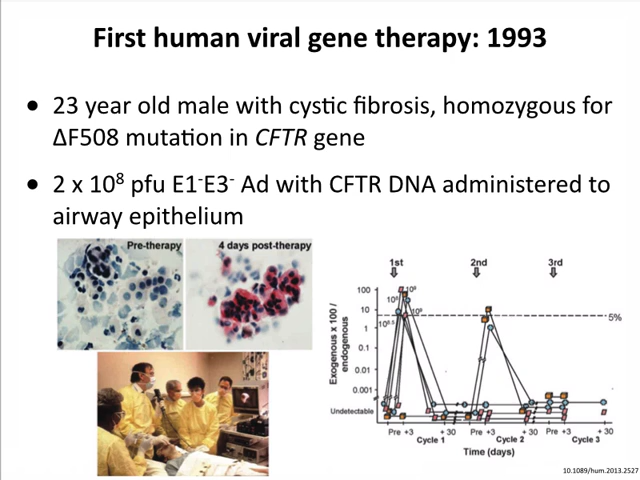 First human viral gene therapy: 1993
● 23 year old male with cystic fibrosis, homozygous for
ΔF508 mutation in CFTR gene
● 2 x 10⁸ pfu E1⁻E3⁻ Ad with CFTR DNA administered to
airway epithelium
Pre-therapy
4 days post-therapy
1st 2nd 3rd
Exogenous x 100 /
endogenous
100
10
1
0.1
0.01
0.001
Undetectable
5%
Pre +3 + 30 Pre +3 + 30 Pre +3 + 30
Cycle 1 Cycle 2 Cycle 3
Time (days)
10.1089/hum.2013.2527